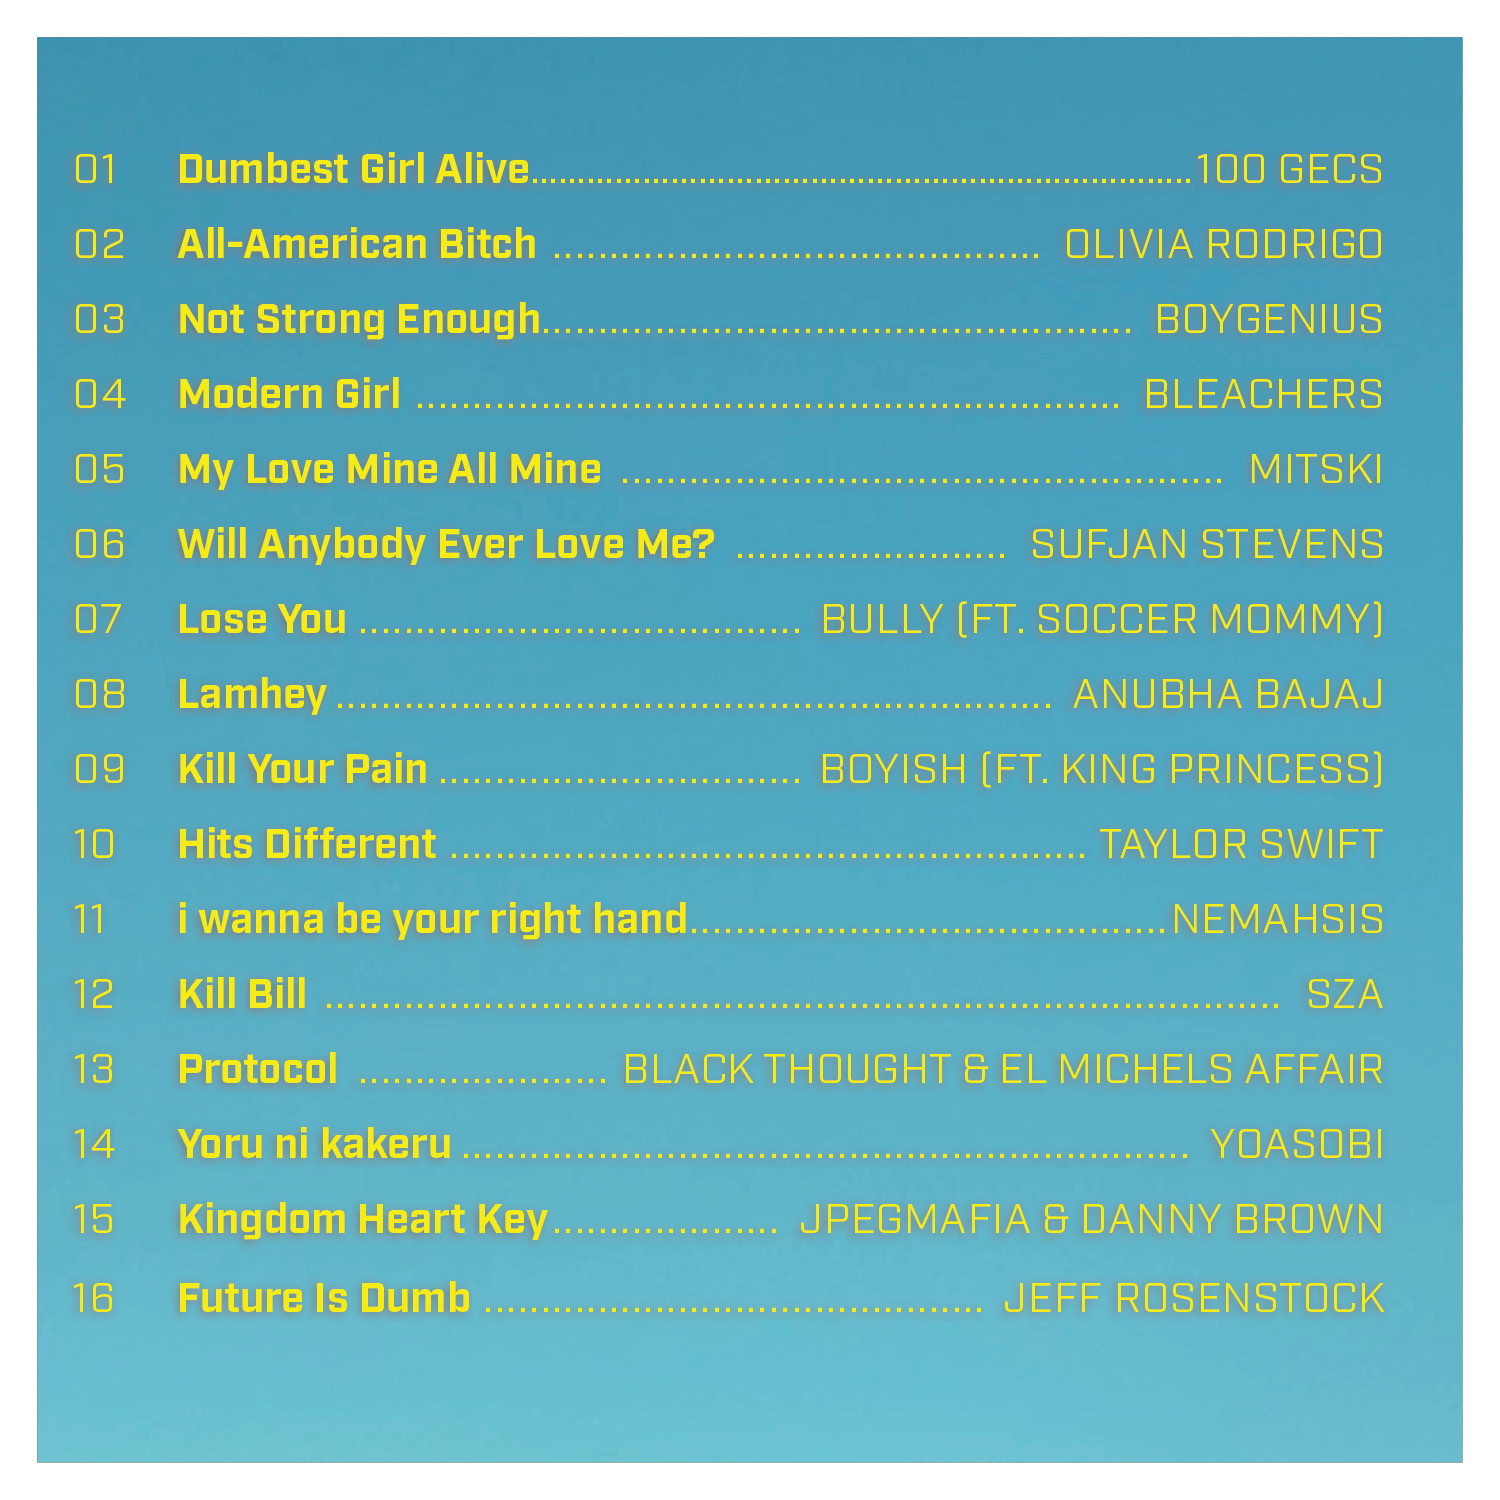 01 Dumbest Girl Alive........................................................................100 GECS
02 All-American Bitch ........................................... OLIVIA RODRIGO
03 Not Strong Enough.................................................... BOYGENIUS
04 Modern Girl .............................................................. BLEACHERS
05 My Love Mine All Mine ..................................................... MITSKI
06 Will Anybody Ever Love Me? ........................ SUFJAN STEVENS
07 Lose You ....................................... BULLY (FT. SOCCER MOMMY)
08 Lamhey ............................................................... ANUBHA BAJAJ
09 Kill Your Pain ................................ BOYISH (FT. KING PRINCESS)
10 Hits Different ........................................................ TAYLOR SWIFT
11 i wanna be your right hand..........................................NEMAHSIS
12 Kill Bill .................................................................................... SZA
13 Protocol ...................... BLACK THOUGHT & EL MICHELS AFFAIR
14 Yoru ni kakeru ................................................................ YOASOBI
15 Kingdom Heart Key.................... JPEGMAFIA & DANNY BROWN
16 Future Is Dumb ............................................ JEFF ROSENSTOCK